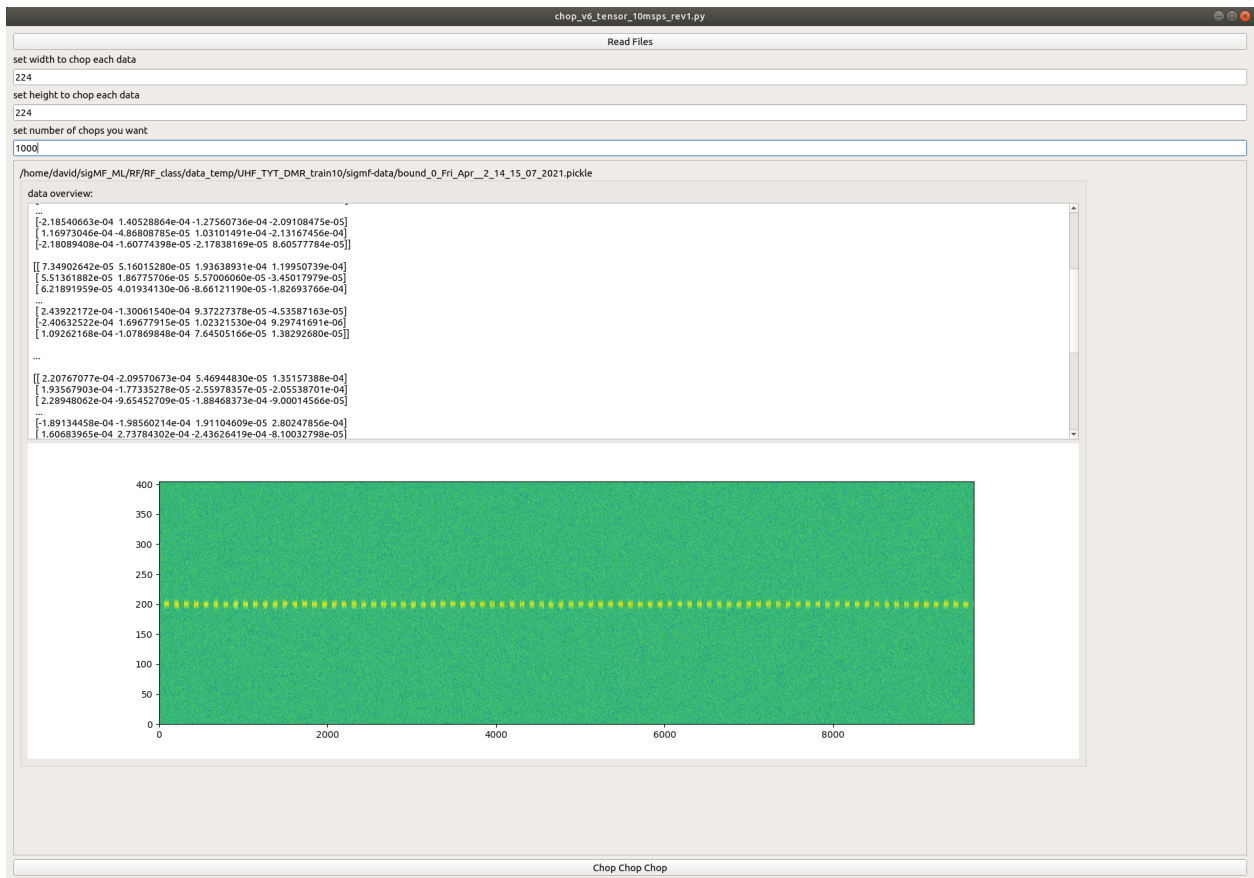 chop_v6_tensor_10msps_rev1.py
Read Files
set width to chop each data
224
set height to chop each data
224
set number of chops you want
1000
/home/david/sigMF_ML/RF/RF_class/data_temp/UHF_TYT_DMR_train10/sigmf-data/bound_0_Fri_Apr__2_14_15_07_2021.pickle
data overview:
...
[-2.18540663e-04 1.40528864e-04 -1.27560736e-04 -2.09108475e-05]
[ 1.16973046e-04 -4.86808785e-05 1.03101491e-04 -2.13167456e-04]
[-2.18089408e-04 -1.60774398e-05 -2.17838169e-05 8.60577784e-05]]
[[ 7.34902642e-05 5.16015280e-05 1.93638931e-04 1.19950739e-04]
[ 5.51361882e-05 1.86775706e-05 5.57006060e-05 -3.45017979e-05]
[ 6.21891959e-05 4.01934130e-06 -8.66121190e-05 -1.82693766e-04]
...
[ 2.43922172e-04 -1.30061540e-04 9.37227378e-05 -4.53587163e-05]
[-2.40632522e-04 1.69677915e-05 1.02321530e-04 9.29741691e-06]
[ 1.09262168e-04 -1.07869848e-04 7.64505166e-05 1.38292680e-05]]
...
[[ 2.20767077e-04 -2.09570673e-04 5.46944830e-05 1.35157388e-04]
[ 1.93567903e-04 -1.77335278e-05 -2.55978357e-05 -2.05538701e-04]
[ 2.28948062e-04 -9.65452709e-05 -1.88468373e-04 -9.00014566e-05]
...
[-1.89134458e-04 -1.98560214e-04 1.91104609e-05 2.80247856e-04]
[ 1.60683965e-04 2.73784302e-04 -2.43626419e-04 -8.10032798e-05]
400
350
300
250
200
150
100
50
0
0 2000 4000 6000 8000
Chop Chop Chop